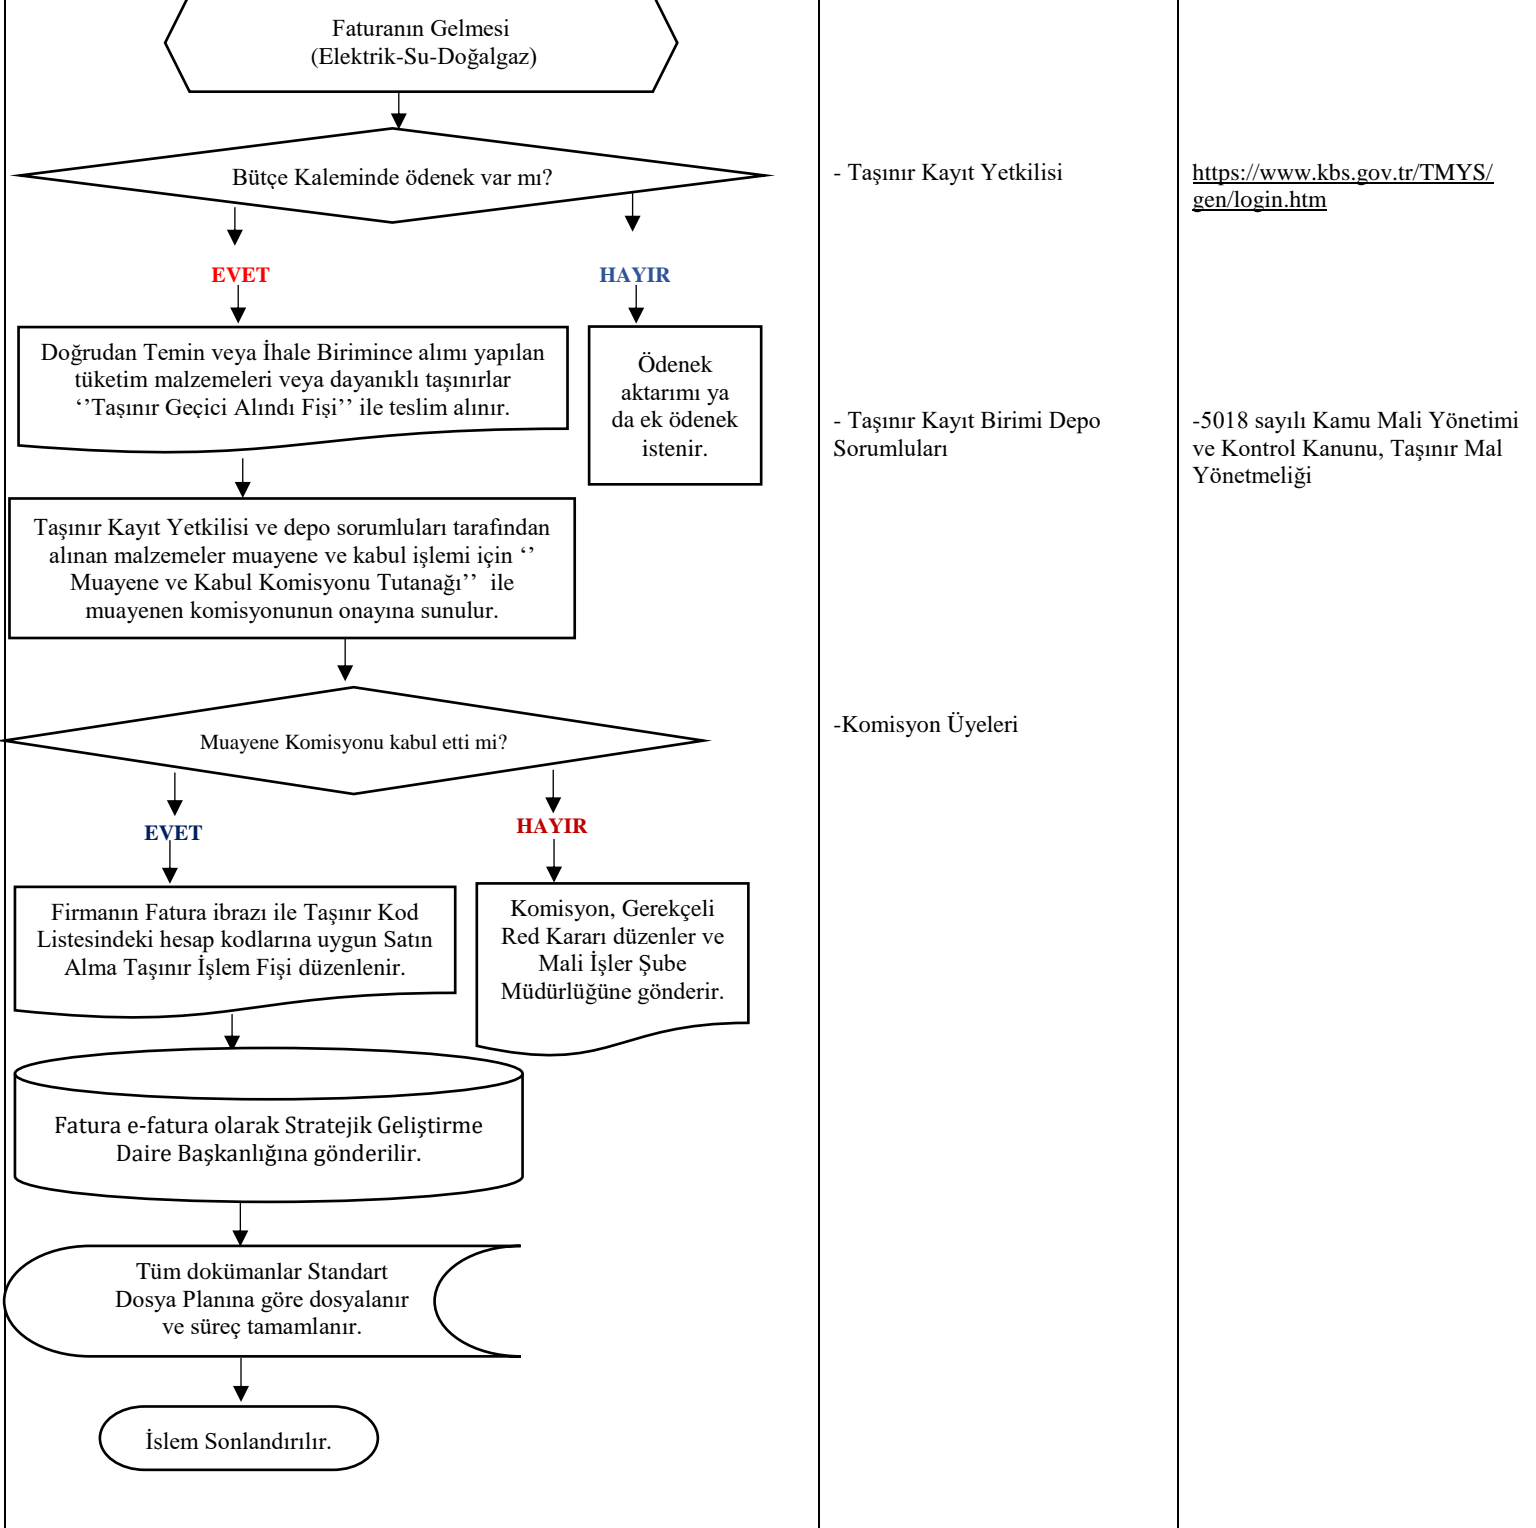 Faturanın Gelmesi
(Elektrik-Su-Doğalgaz)
Bütçe Kaleminde ödenek var mı?
- Taşınır Kayıt Yetkilisi
https://www.kbs.gov.tr/TMYS/
gen/login.htm
EVET
HAYIR
Doğrudan Temin veya İhale Birimince alımı yapılan
tüketim malzemeleri veya dayanıklı taşınırlar
‘’Taşınır Geçici Alındı Fişi’’ ile teslim alınır.
Ödenek
aktarımı ya
da ek ödenek
istenir.
- Taşınır Kayıt Birimi Depo
Sorumluları
-5018 sayılı Kamu Mali Yönetimi
ve Kontrol Kanunu, Taşınır Mal
Yönetmeliği
Taşınır Kayıt Yetkilisi ve depo sorumluları tarafından
alınan malzemeler muayene ve kabul işlemi için ‘’
Muayene ve Kabul Komisyonu Tutanağı’’ ile
muayenen komisyonunun onayına sunulur.
Muayene Komisyonu kabul etti mi?
-Komisyon Üyeleri
EVET
HAYIR
Firmanın Fatura ibrazı ile Taşınır Kod
Listesindeki hesap kodlarına uygun Satın
Alma Taşınır İşlem Fişi düzenlenir.
Komisyon, Gerekçeli
Red Kararı düzenler ve
Mali İşler Şube
Müdürlüğüne gönderir.
Fatura e-fatura olarak Stratejik Geliştirme
Daire Başkanlığına gönderilir.
Tüm dokümanlar Standart
Dosya Planına göre dosyalanır
ve süreç tamamlanır.
İslem Sonlandırılır.